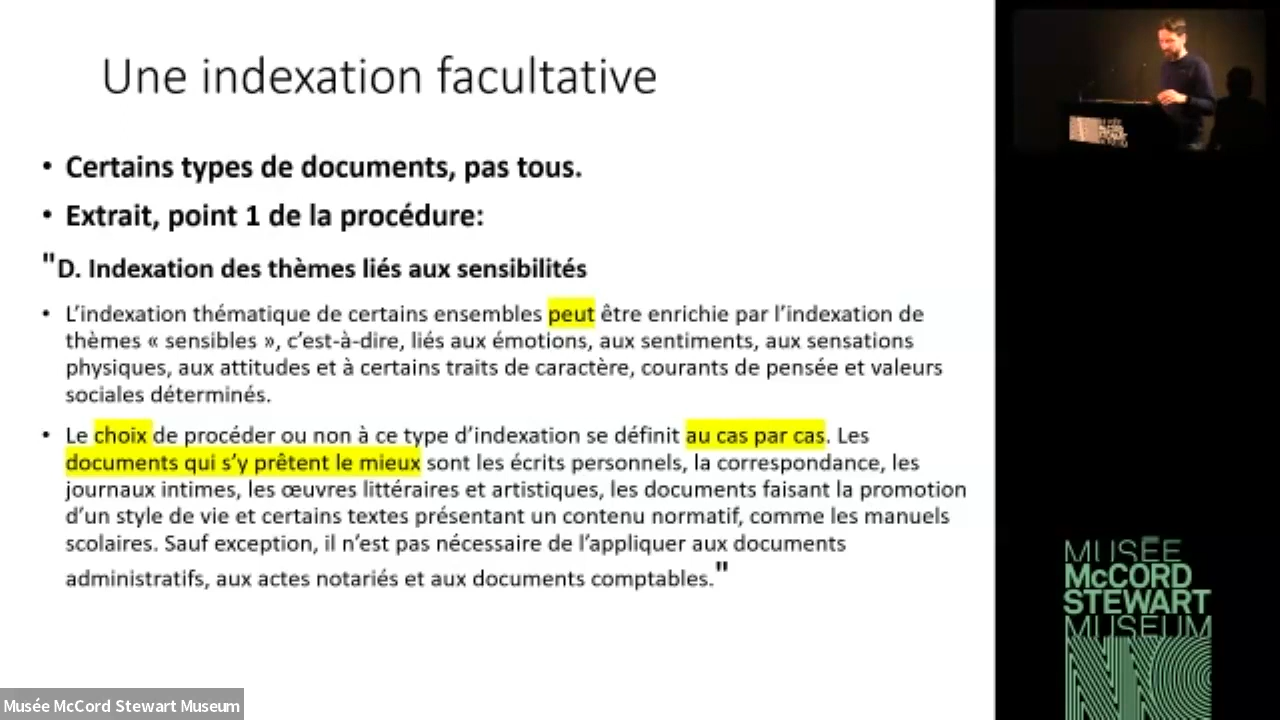 Une indexation facultative
• Certains types de documents, pas tous.
• Extrait, point 1 de la procédure:
"D. Indexation des thèmes liés aux sensibilités
• L’indexation thématique de certains ensembles peut être enrichie par l’indexation de
thèmes « sensibles », c’est-à-dire, liés aux émotions, aux sentiments, aux sensations
physiques, aux attitudes et à certains traits de caractère, courants de pensée et valeurs
sociales déterminés.
• Le choix de procéder ou non à ce type d’indexation se définit au cas par cas. Les
documents qui s’y prêtent le mieux sont les écrits personnels, la correspondance, les
journaux intimes, les œuvres littéraires et artistiques, les documents faisant la promotion
d’un style de vie et certains textes présentant un contenu normatif, comme les manuels
scolaires. Sauf exception, il n’est pas nécessaire de l’appliquer aux documents
administratifs, aux actes notariés et aux documents comptables."
MUSÉE
McCORD
STEWART
MUSEUM
Musée McCord Stewart Museum